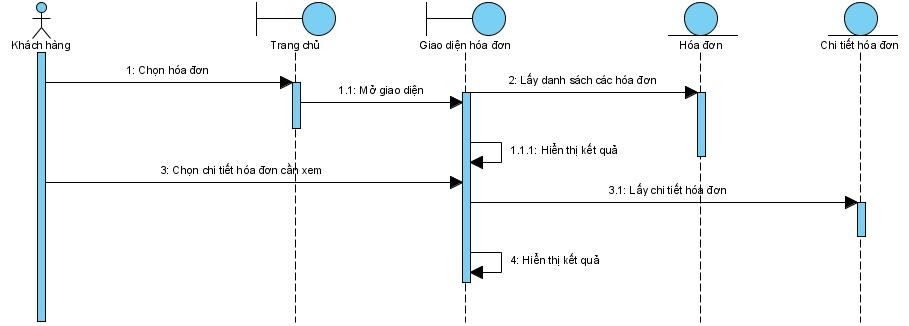 Khách hàng
Trang chủ
Giao diện hóa đơn
Hóa đơn
Chi tiết hóa đơn
1: Chọn hóa đơn
1.1: Mở giao diện
2: Lấy danh sách các hóa đơn
1.1.1: Hiển thị kết quả
3: Chọn chi tiết hóa đơn cần xem
3.1: Lấy chi tiết hóa đơn
4: Hiển thị kết quả